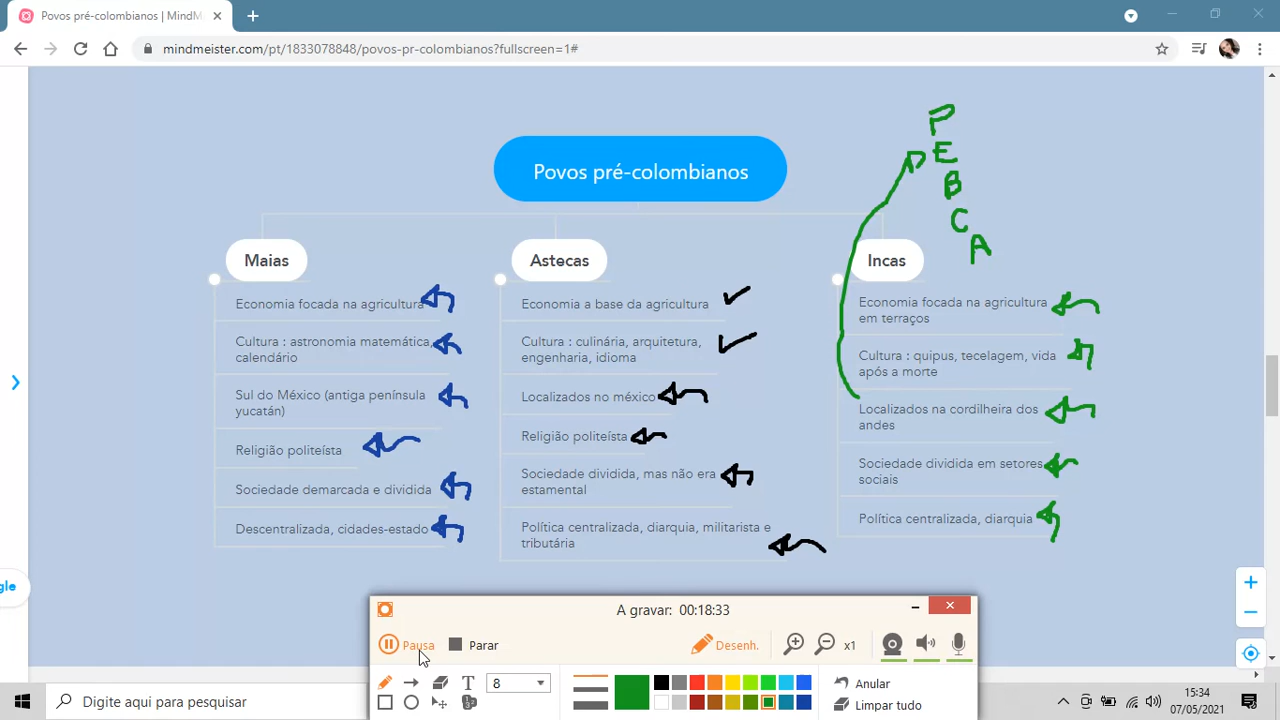 Povos pré-colombianos | MindM
mindmeister.com/pt/1833078848/povos-pr-colombianos?fullscreen=1#
P
E
B
C
A
Povos pré-colombianos
Maias
Economia focada na agricultura
Cultura : astronomia matemática,
calendário
Sul do México (antiga península
yucatán)
Religião politeísta
Sociedade demarcada e dividida
Descentralizada, cidades-estado
Astecas
Economia a base da agricultura
Cultura : culinária, arquitetura,
engenharia, idioma
Localizados no méxico
Religião politeísta
Sociedade dividida, mas não era
estamental
Política centralizada, diarquia, militarista e
tributária
Incas
Economia focada na agricultura
em terraços
Cultura : quipus, tecelagem, vida
após a morte
Localizados na cordilheira dos
andes
Sociedade dividida em setores
sociais
Política centralizada, diarquia
gle
A gravar: 00:18:33
Pausa Parar Desenh. x1
T 8 Anular
Limpar tudo
Digite aqui para pesquisar
15:34
07/05/2021